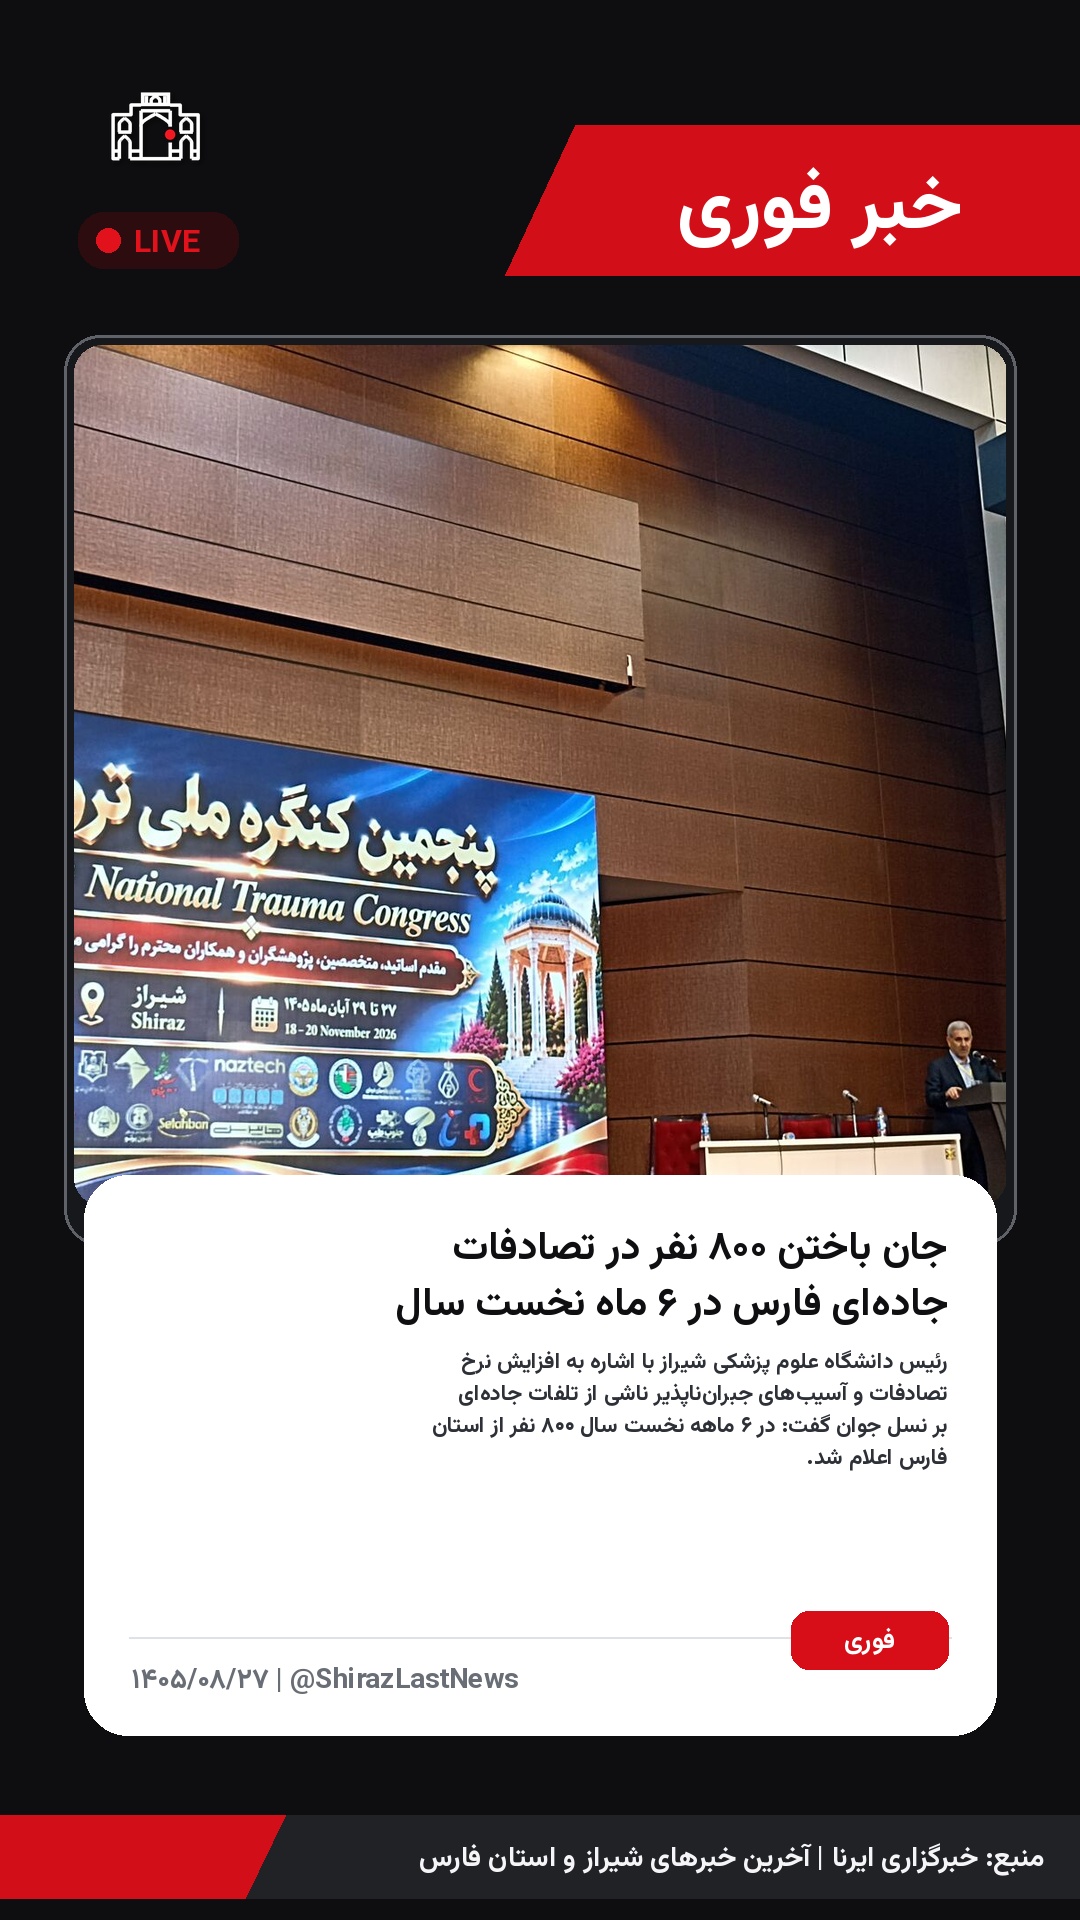 خبر فوری
LIVE
پنجمین کنگره ملی
National Trauma Congress
مقدم اساتید، متخصصین، پژوهشگران و همکاران محترم را گرامی
شیراز
Shiraz
۲۷ تا ۲۹ آبان ماه ۱۴۰۵
18-20 November 2026
naztech
Selahban
جان باختن ۸۰۰ نفر در تصادفات
جاده‌ای فارس در ۶ ماه نخست سال
رئیس دانشگاه علوم پزشکی شیراز با اشاره به افزایش نرخ
تصادفات و آسیب‌های جبران‌ناپذیر ناشی از تلفات جاده‌ای
بر نسل جوان گفت: در ۶ ماهه نخست سال ۸۰۰ نفر از استان
فارس اعلام شد.
فوری
۱۴۰۵/۰۸/۲۷ | @ShirazLastNews
منبع: خبرگزاری ایرنا | آخرین خبرهای شیراز و استان فارس